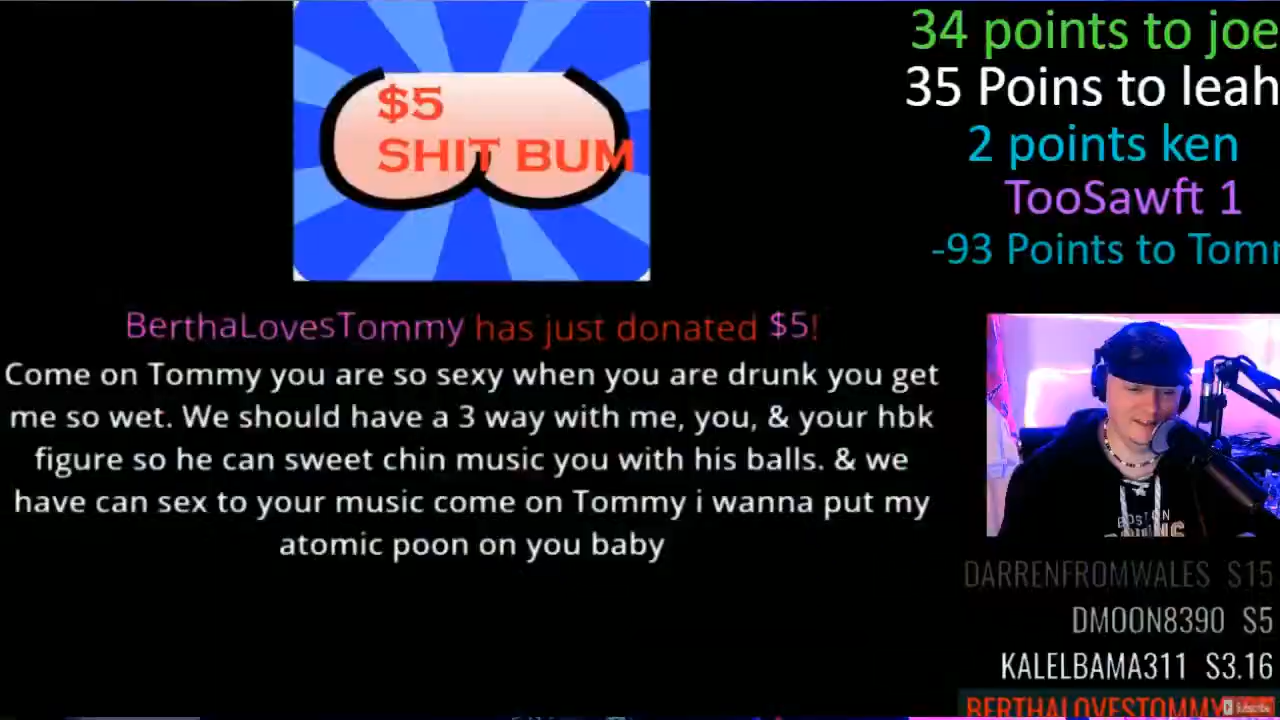 $5
SHIT BUM
34 points to joe
35 Poins to leah
2 points ken
TooSawft 1
-93 Points to Tom
BerthaLovesTommy has just donated $5!
Come on Tommy you are so sexy when you are drunk you get
me so wet. We should have a 3 way with me, you, & your hbk
figure so he can sweet chin music you with his balls. & we
have can sex to your music come on Tommy i wanna put my
atomic poon on you baby
BOSTON
DARRENFROMWALES $15
DMOON8390 $5
KALELBAMA311 $3.16
BERTHALOVESTOMMY
Subscribe